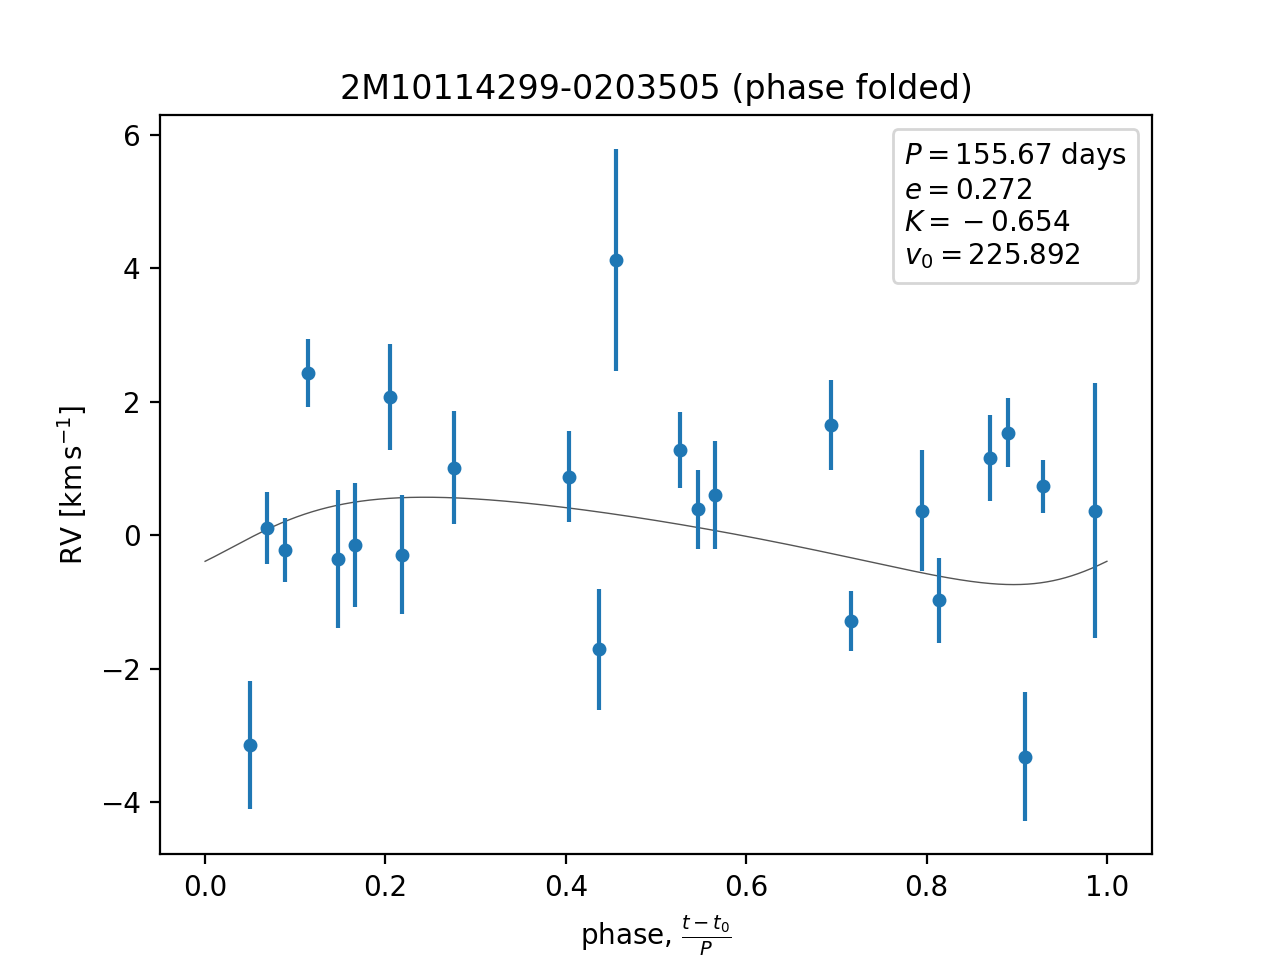 2M10114299-0203505 (phase folded)
P = 155.67 days
e = 0.272
K = −0.654
v₀ = 225.892
RV [km s⁻¹]
6
4
2
0
−2
−4
0.0 0.2 0.4 0.6 0.8 1.0
phase, (t − t₀)/P